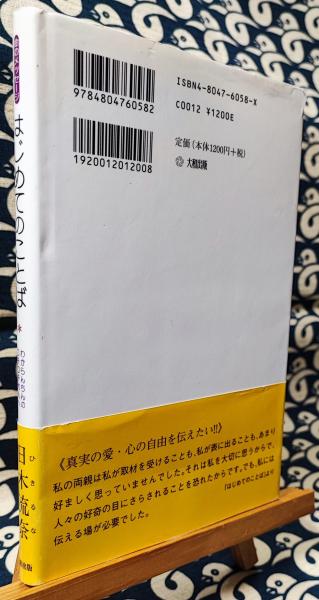 ISBN4-8047-6058-X
C0012 ¥1200E
定価(本体1200円+税)
大和出版
9784804760582
1920012012008
はじめてのことば
ひきるな
日木流奈
《真実の愛・心の自由を伝えたい!!》
私の両親は私が取材を受けることも、私が表に出ることも、あまり
好ましく思っていませんでした。それは私を大切に思うからで、
人々の好奇の目にさらされることを恐れたからです。でも、私には
伝える場が必要でした。
「はじめてのことば」より